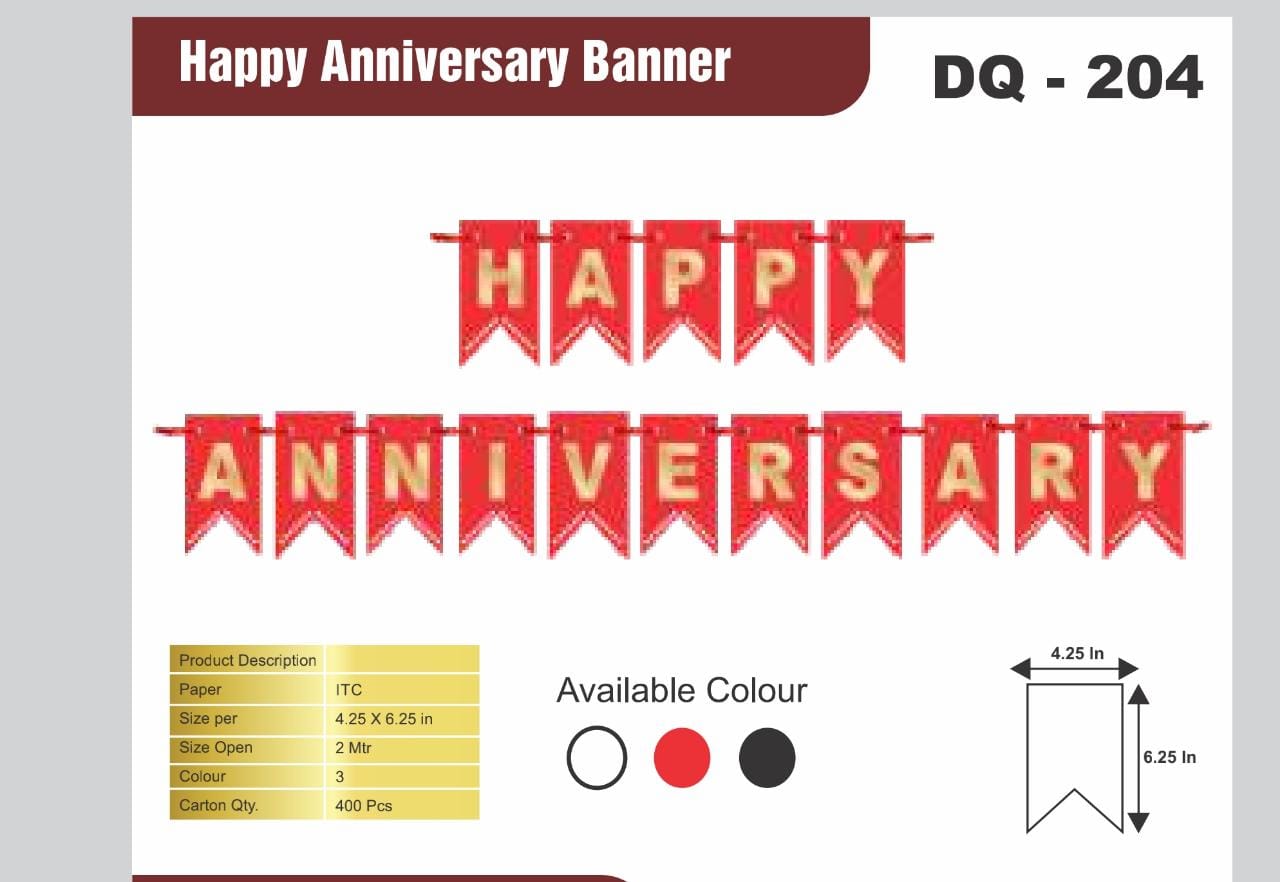 Happy Anniversary Banner
DQ - 204
HAPPY
ANNIVERSARY
Product Description
Paper ITC
Size per 4.25 X 6.25 in
Size Open 2 Mtr
Colour 3
Carton Qty. 400 Pcs
Available Colour
4.25 In
6.25 In